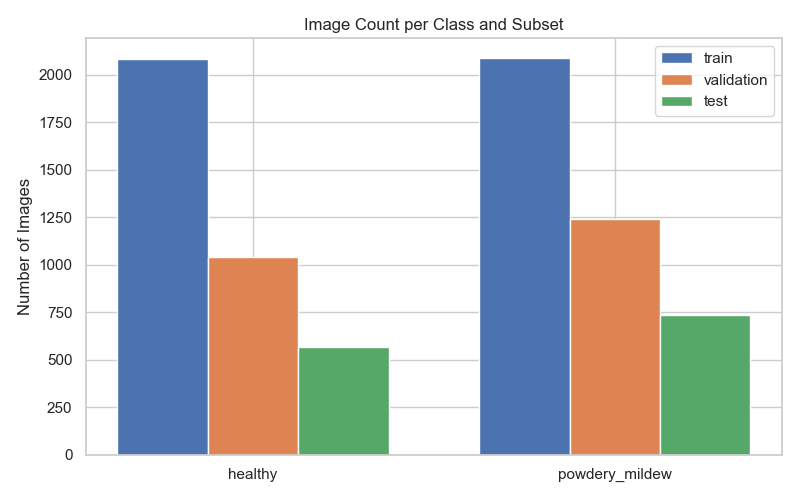 Image Count per Class and Subset
train
validation
test
Number of Images
2000
1750
1500
1250
1000
750
500
250
0
healthy
powdery_mildew